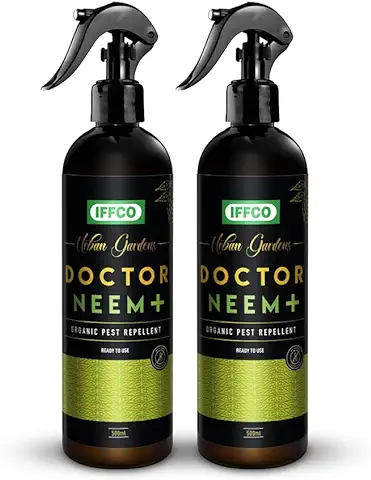 IFFCO
Urban Gardens
DOCTOR
NEEM+
ORGANIC PEST REPELLENT
READY TO USE
500ml
IFFCO
Urban Gardens
DOCTOR
NEEM+
ORGANIC PEST REPELLENT
READY TO USE
500ml